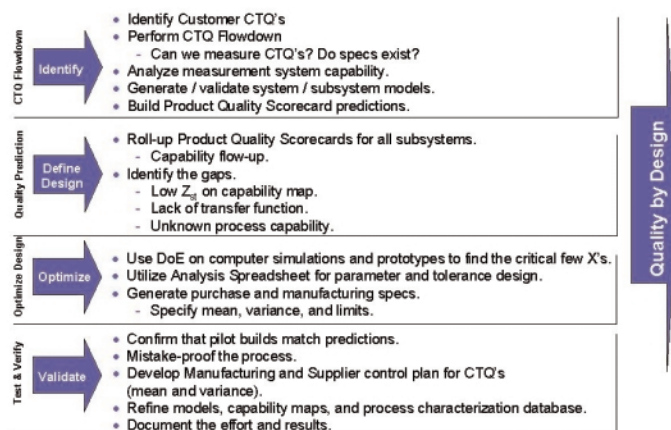 CTQ Flowdown
Identify
• Identify Customer CTQ's
• Perform CTQ Flowdown
- Can we measure CTQ's? Do specs exist?
• Analyze measurement system capability.
• Generate / validate system / subsystem models.
• Build Product Quality Scorecard predictions.
Quality Prediction
Define
Design
• Roll-up Product Quality Scorecards for all subsystems.
- Capability flow-up.
• Identify the gaps.
- Low Zst on capability map.
- Lack of transfer function.
- Unknown process capability.
Optimize Design
Optimize
• Use DoE on computer simulations and prototypes to find the critical few X's.
• Utilize Analysis Spreadsheet for parameter and tolerance design.
• Generate purchase and manufacturing specs.
- Specify mean, variance, and limits.
Test & Verify
Validate
• Confirm that pilot builds match predictions.
• Mistake-proof the process.
• Develop Manufacturing and Supplier control plan for CTQ's
(mean and variance).
• Refine models, capability maps, and process characterization database.
• Document the effort and results.
Quality by Design